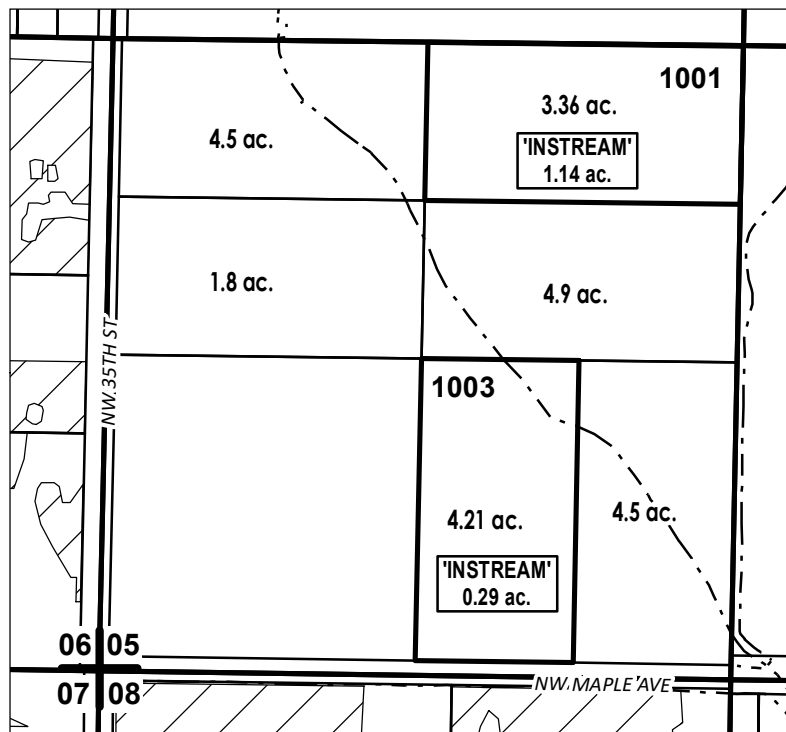 1001
3.36 ac.
4.5 ac.
'INSTREAM'
1.14 ac.
1.8 ac.
4.9 ac.
NW 35TH ST
1003
4.21 ac.
4.5 ac.
'INSTREAM'
0.29 ac.
06 05
07 08
NW MAPLE AVE